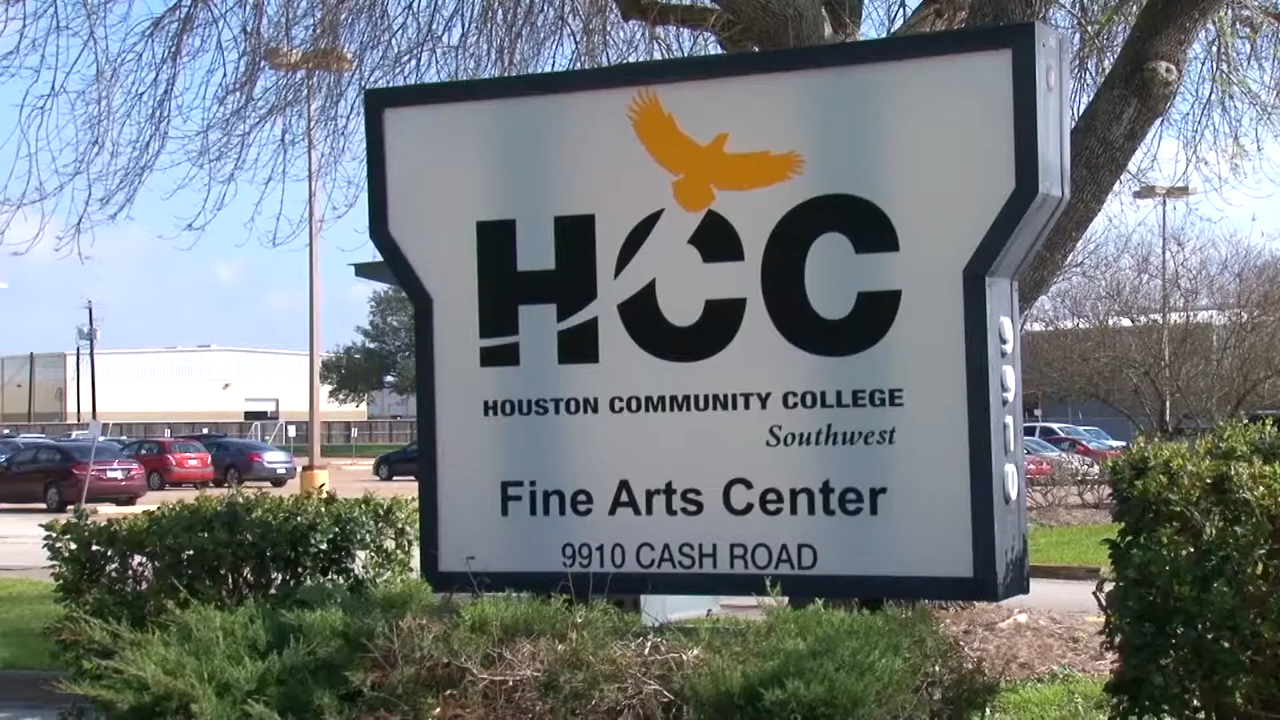 HCC
HOUSTON COMMUNITY COLLEGE
Southwest
Fine Arts Center
9910 CASH ROAD
9910